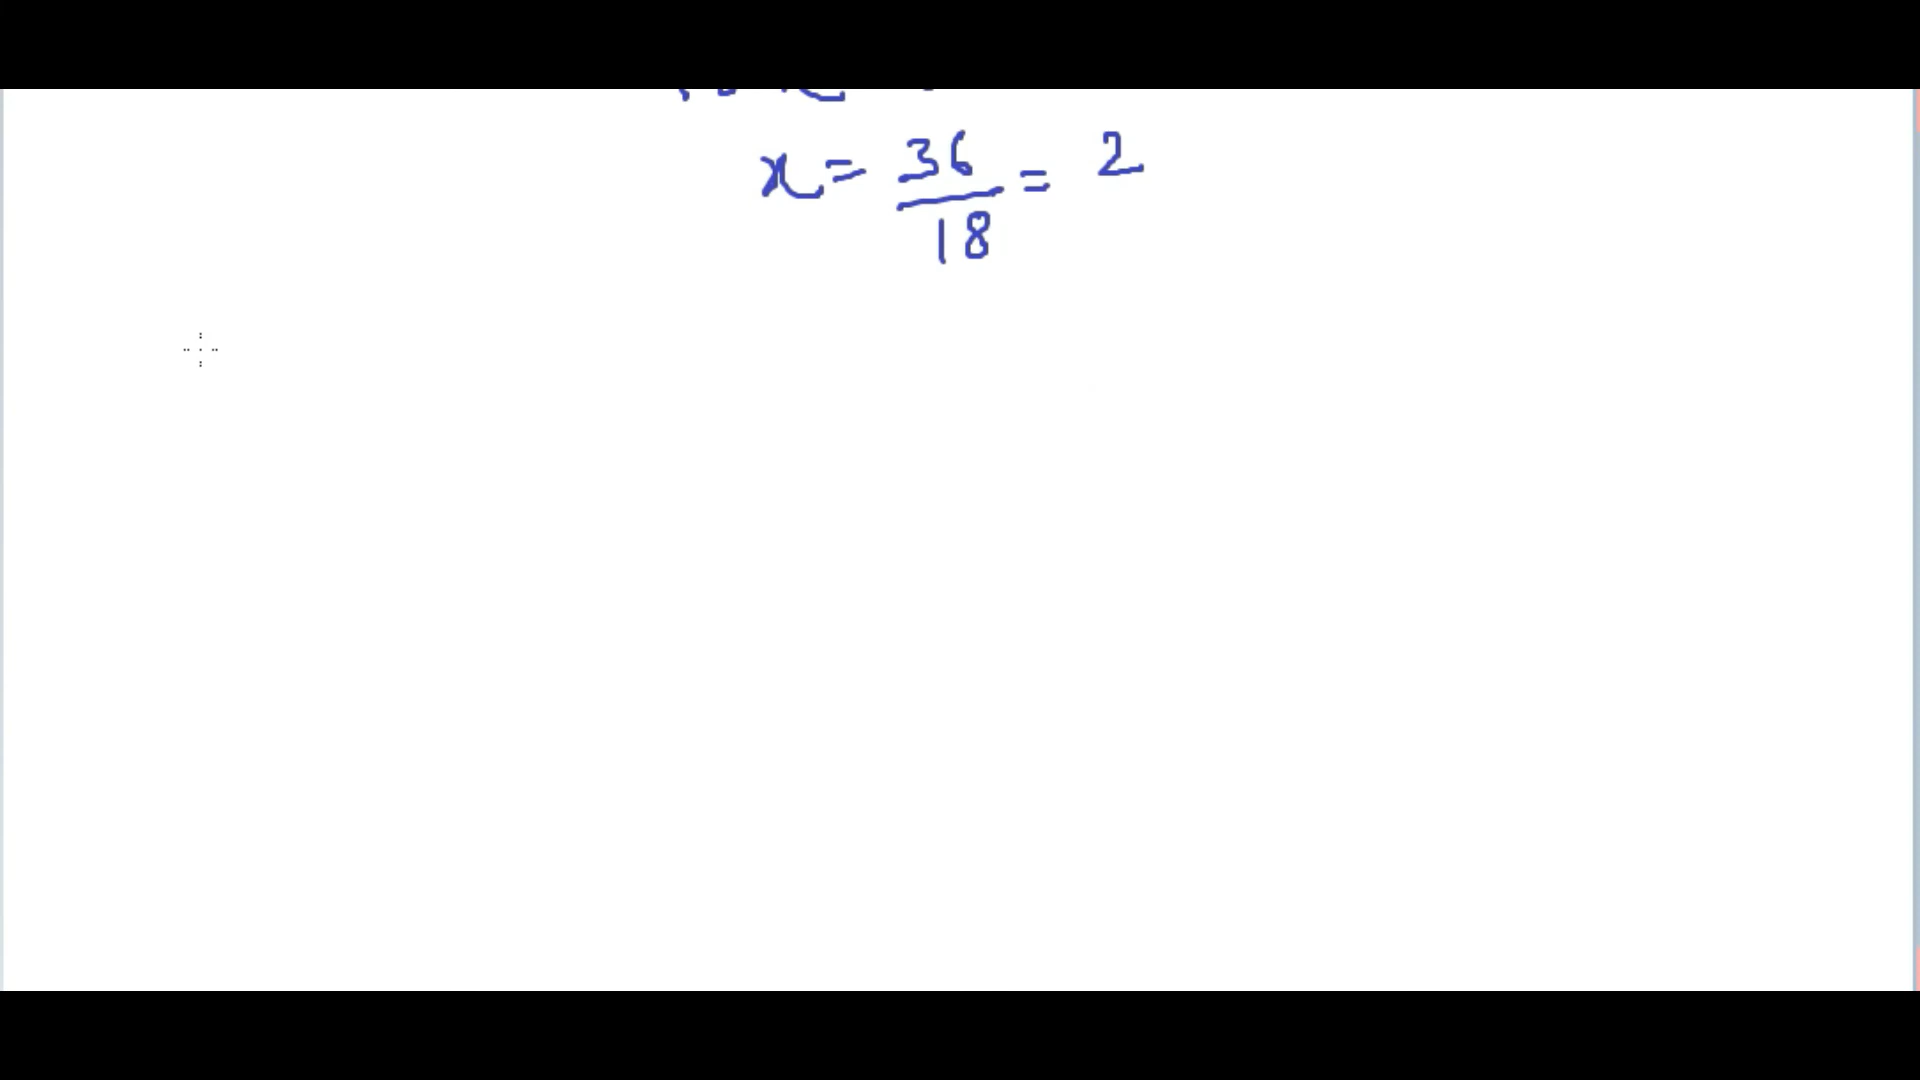 x = 36/18 = 2